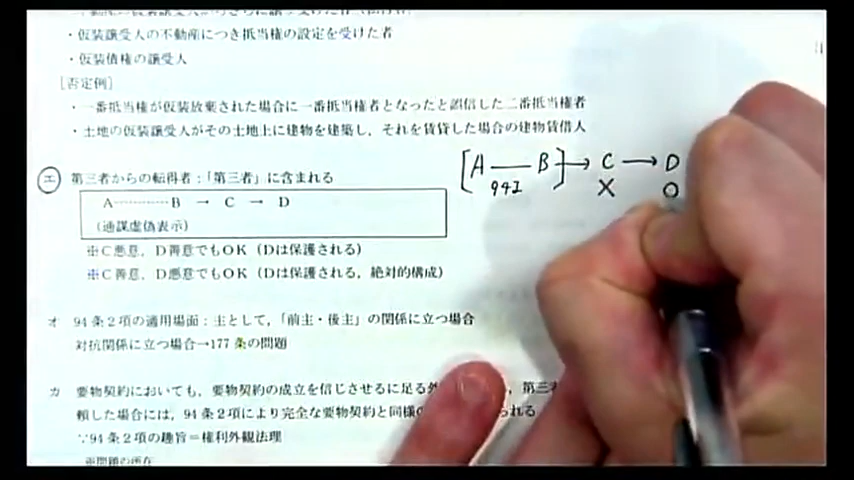 ・仮装譲受人の不動産につき抵当権の設定を受けた者
・仮装債権の譲受人
[否定例]
・一番抵当権が仮装放棄された場合に一番抵当権者となったと誤信した二番抵当権者
・土地の仮装譲受人がその土地上に建物を建築し，それを賃貸した場合の建物賃借人
[A — B] → C → D
94Ⅰ X O
エ 第三者からの転得者：「第三者」に含まれる
A…………B → C → D
(通謀虚偽表示)
※C悪意，D善意でもOK（Dは保護される）
※C善意，D悪意でもOK（Dは保護される，絶対的構成）
オ 94条2項の適用場面：主として，「前主・後主」の関係に立つ場合
対抗関係に立つ場合→177条の問題
カ 要物契約においても，要物契約の成立を信じさせるに足る外
頼した場合には，94条2項により完全な要物契約と同様の
られる
∵94条2項の趣旨＝権利外観法理
※問題の所在